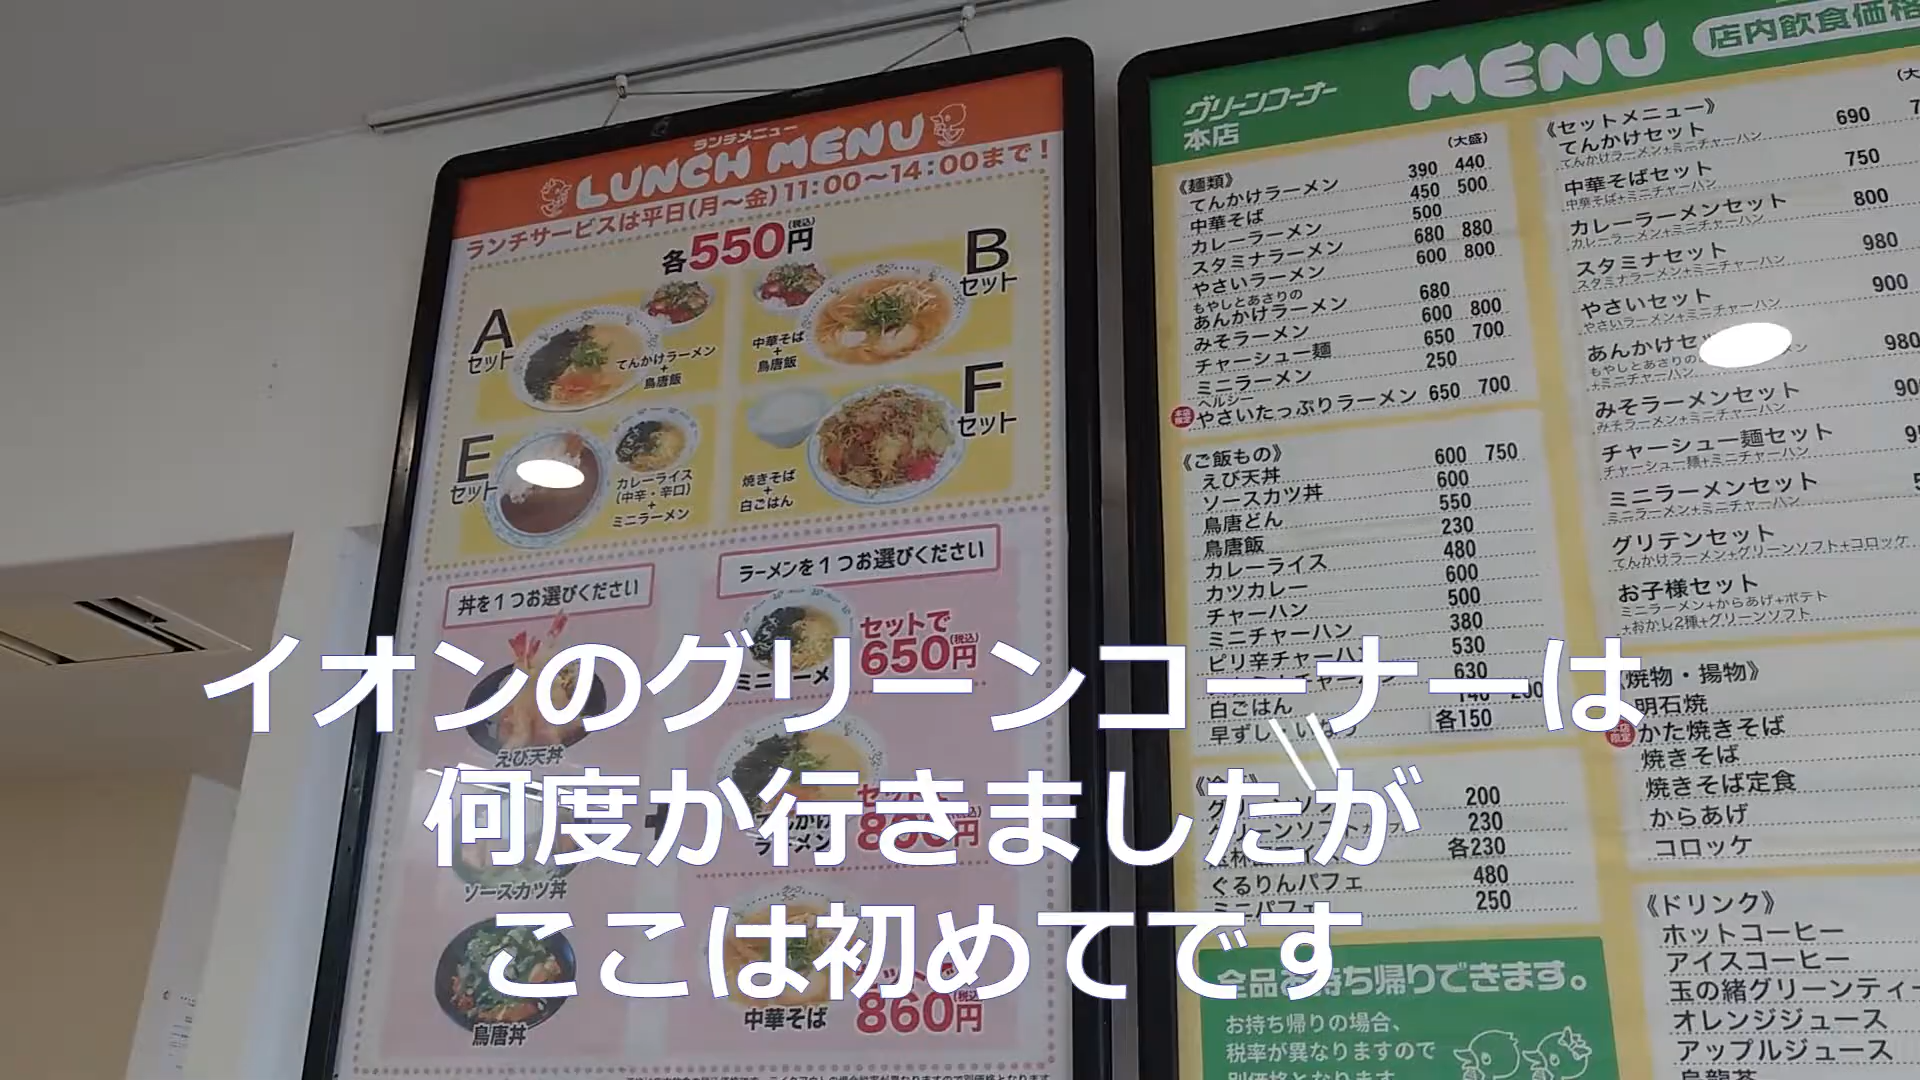 ランチメニュー
LUNCH MENU
ランチサービスは平日(月〜金)11:00〜14:00まで!
各550円(税込)
Aセット
てんかけラーメン
+
鳥唐飯
Bセット
中華そば
+
鳥唐飯
Eセット
カレーライス
(中辛・辛口)
+
ミニラーメン
Fセット
焼きそば
+
白ごはん
丼を1つお選びください
えび天丼
ソースカツ丼
鳥唐丼
ラーメンを1つお選びください
セットで
650円(税込)
ラーメン
中華そば
860円(税込)
グリーンコーナー
本店
MENU
店内飲食価格
《麺類》 (大盛)
てんかけラーメン 390 440
中華そば 450 500
カレーラーメン 500
スタミナラーメン 680 880
やさいラーメン 600 800
もやしとあさりの
あんかけラーメン 680
みそラーメン 600 800
チャーシュー麺 650 700
ミニラーメン 250
ヘルシー
本店限定 やさいたっぷりラーメン 650 700
《ご飯もの》
えび天丼 600 750
ソースカツ丼 600
鳥唐どん 550
鳥唐飯 230
カレーライス 480
カツカレー 600
チャーハン 500
ミニチャーハン 380
ピリ辛チャーハン 530
630
白ごはん
各150
200
230
各230
ぐるりんパフェ 480
ミニパフェ 250
全品お持ち帰りできます。
お持ち帰りの場合、
税率が異なりますので
《セットメニュー》
てんかけセット 690
てんかけラーメン+ミニチャーハン
中華そばセット 750
中華そば+ミニチャーハン
カレーラーメンセット 800
カレーラーメン+ミニチャーハン
スタミナセット 980
スタミナラーメン+ミニチャーハン
やさいセット 900
やさいラーメン+ミニチャーハン
あんかけセ 980
もやしとあさりの
+ミニチャーハン
みそラーメンセット
みそラーメン+ミニチャーハン
チャーシュー麺セット
チャーシュー麺+ミニチャーハン
ミニラーメンセット
ミニラーメン+ミニチャーハン
グリテンセット
てんかけラーメン+グリーンソフト+コロッケ
お子様セット
ミニラーメン+からあげ+ポテト
+おかし2種+グリーンソフト
焼物・揚物》
明石焼
本店限定 かた焼きそば
焼きそば
焼きそば定食
からあげ
コロッケ
《ドリンク》
ホットコーヒー
アイスコーヒー
玉の緒グリーンティー
オレンジジュース
アップルジュース
烏龍茶
イオンのグリーンコーナーは
何度か行きましたが
ここは初めてです